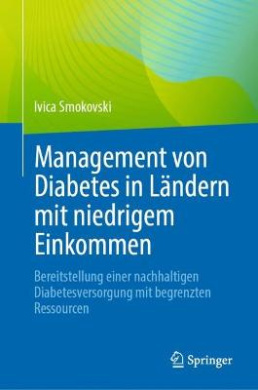 Ivica Smokovski
Management von
Diabetes in Ländern
mit niedrigem
Einkommen
Bereitstellung einer nachhaltigen
Diabetesversorgung mit begrenzten
Ressourcen
Springer